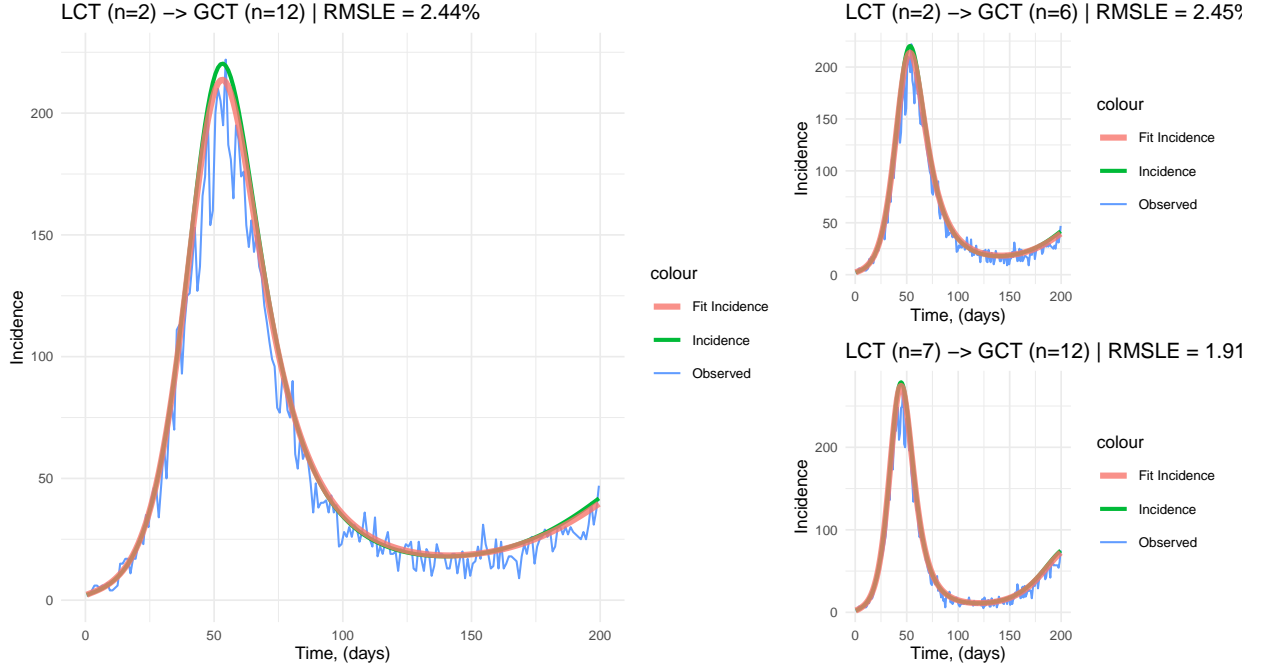 LCT (n=2) −> GCT (n=12) | RMSLE = 2.44%
Incidence
200
150
100
50
0
0 50 100 150 200
Time, (days)
colour
Fit Incidence
Incidence
Observed
LCT (n=2) −> GCT (n=6) | RMSLE = 2.45%
Incidence
200
150
100
50
0
0 50 100 150 200
Time, (days)
colour
Fit Incidence
Incidence
Observed
LCT (n=7) −> GCT (n=12) | RMSLE = 1.91
Incidence
200
100
0
0 50 100 150 200
Time, (days)
colour
Fit Incidence
Incidence
Observed